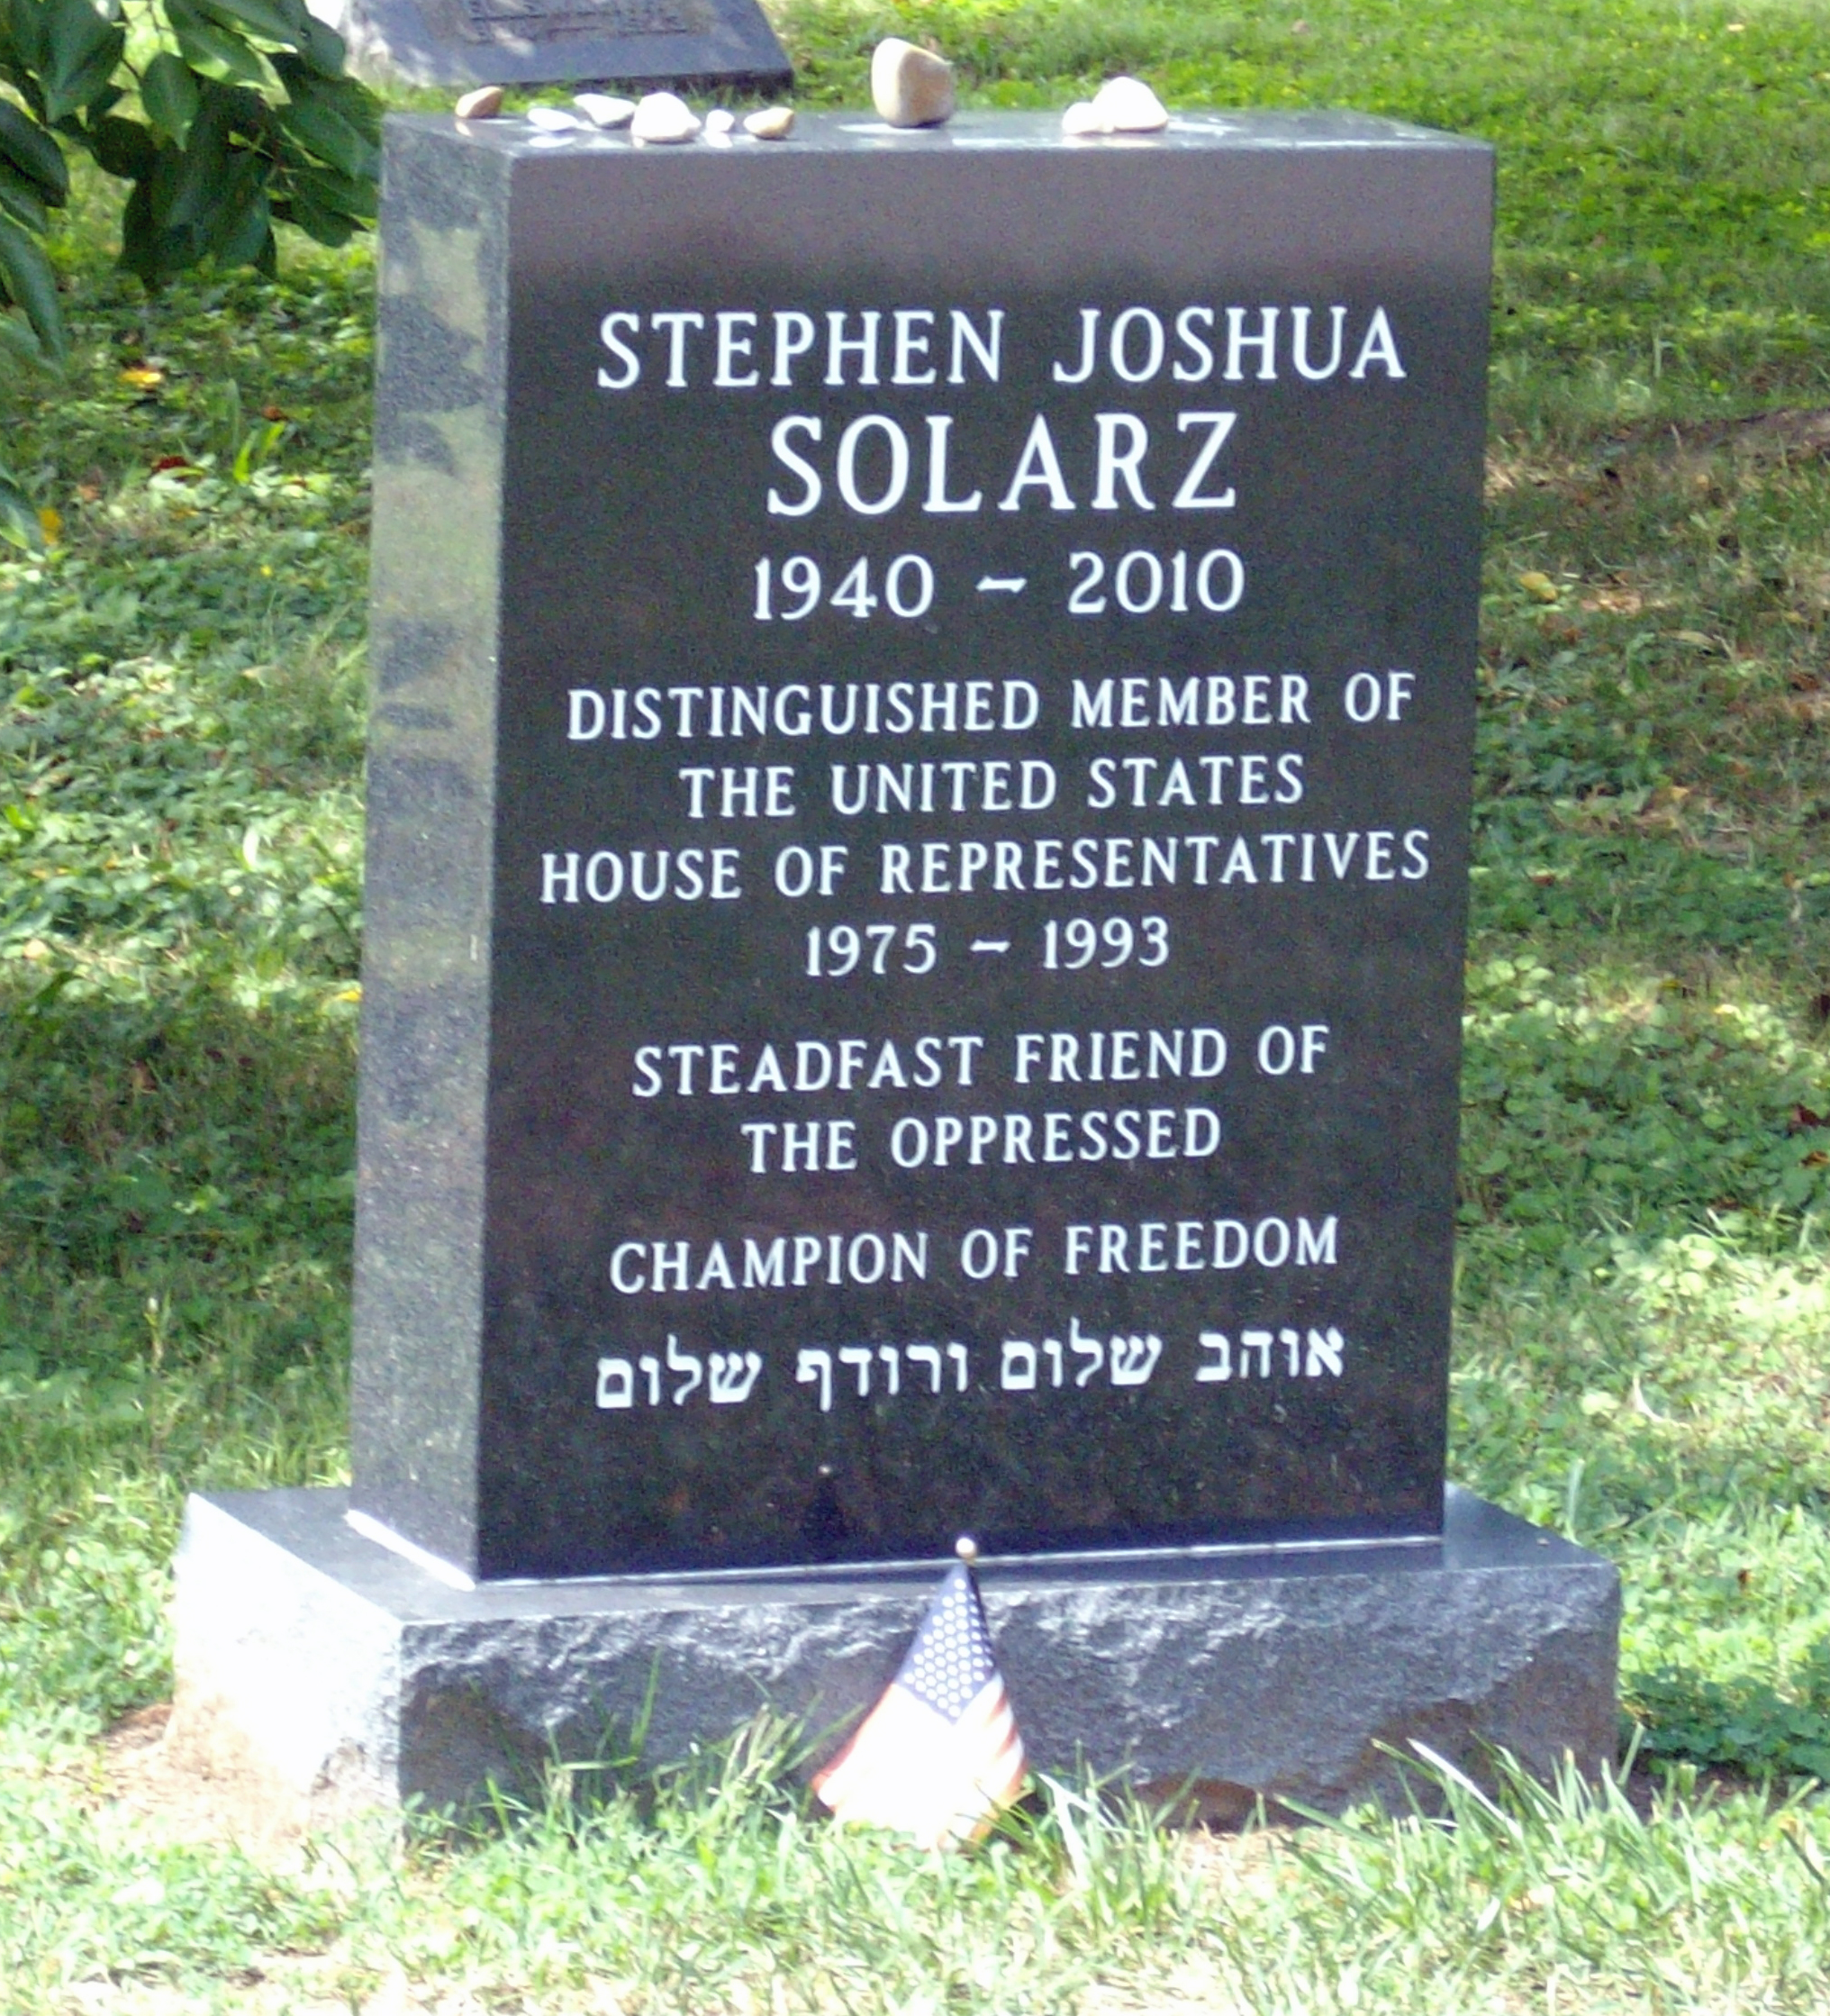 STEPHEN JOSHUA
SOLARZ
1940 ~ 2010
DISTINGUISHED MEMBER OF
THE UNITED STATES
HOUSE OF REPRESENTATIVES
1975 ~ 1993
STEADFAST FRIEND OF
THE OPPRESSED
CHAMPION OF FREEDOM
אוהב שלום ורודף שלום